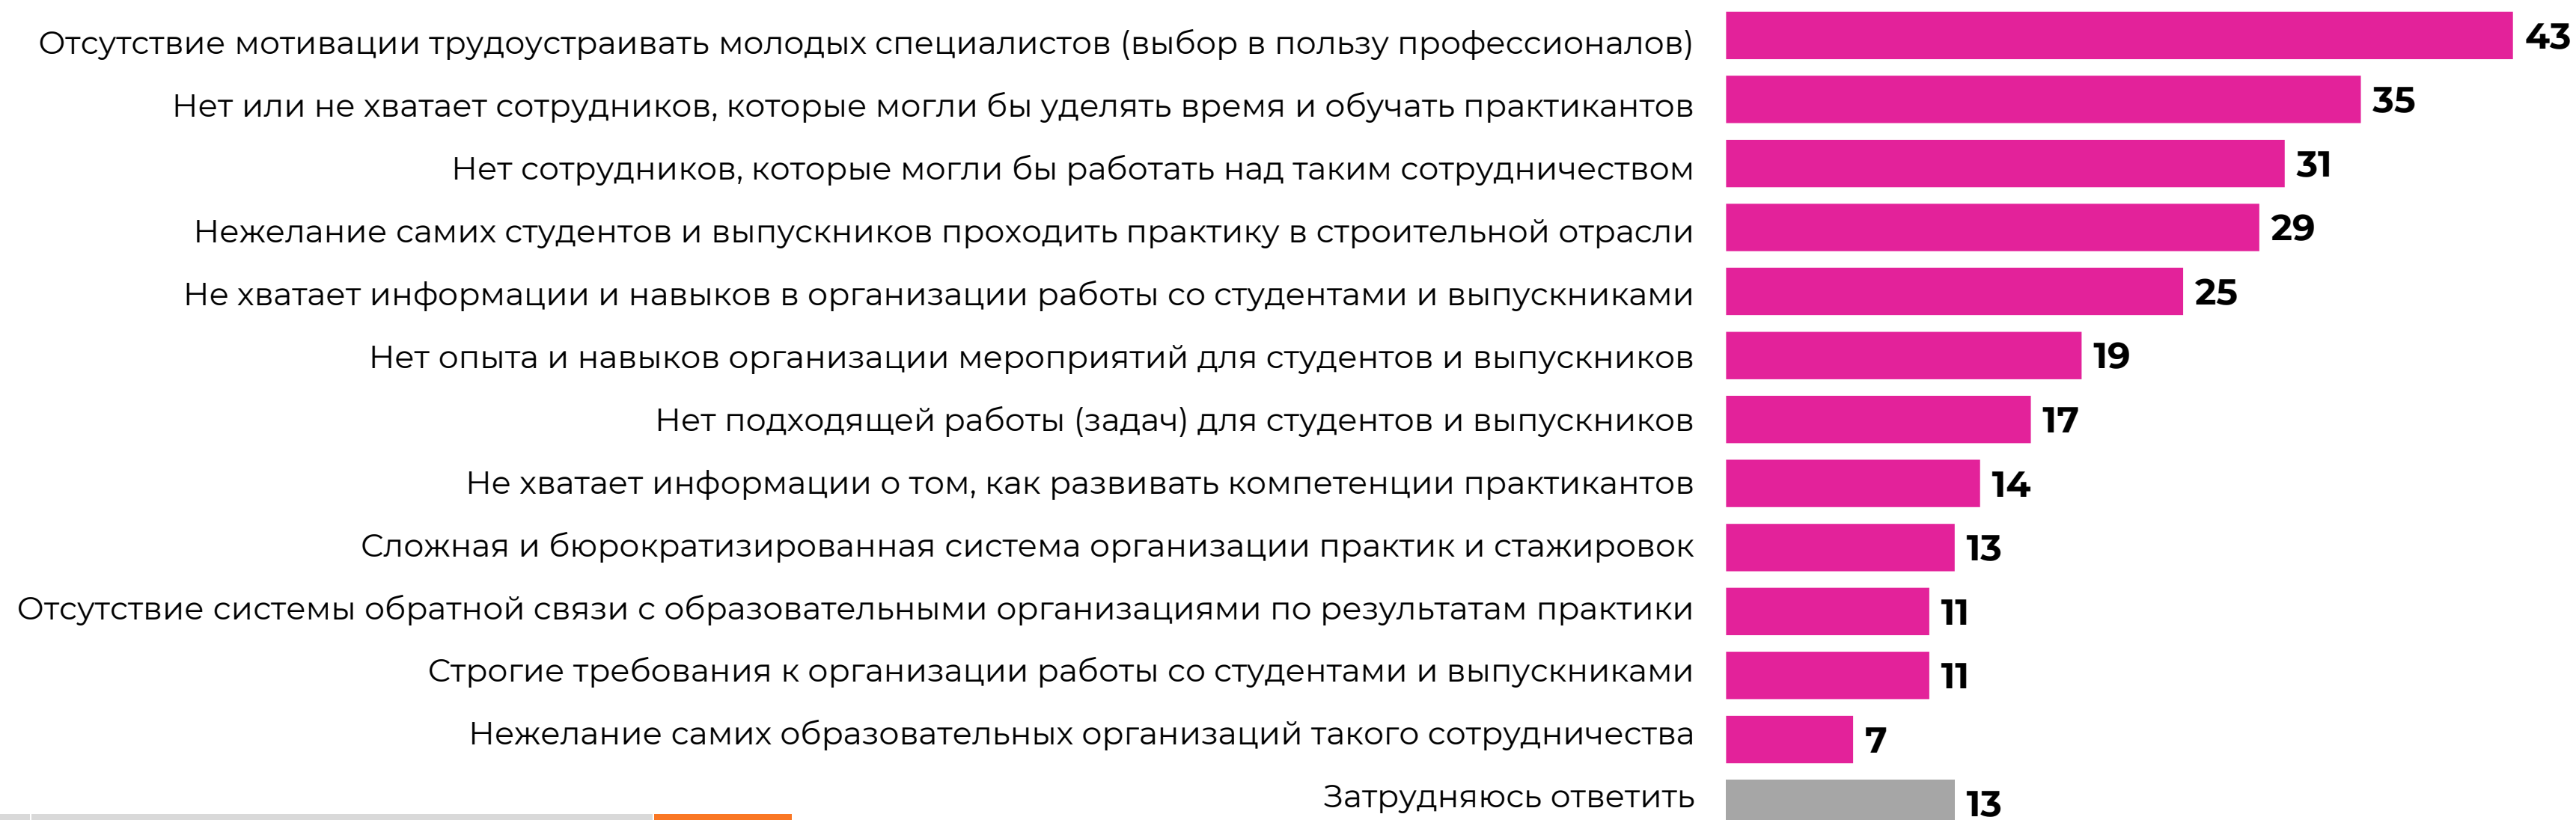 Отсутствие мотивации трудоустраивать молодых специалистов (выбор в пользу профессионалов) 43
Нет или не хватает сотрудников, которые могли бы уделять время и обучать практикантов 35
Нет сотрудников, которые могли бы работать над таким сотрудничеством 31
Нежелание самих студентов и выпускников проходить практику в строительной отрасли 29
Не хватает информации и навыков в организации работы со студентами и выпускниками 25
Нет опыта и навыков организации мероприятий для студентов и выпускников 19
Нет подходящей работы (задач) для студентов и выпускников 17
Не хватает информации о том, как развивать компетенции практикантов 14
Сложная и бюрократизированная система организации практик и стажировок 13
Отсутствие системы обратной связи с образовательными организациями по результатам практики 11
Строгие требования к организации работы со студентами и выпускниками 11
Нежелание самих образовательных организаций такого сотрудничества 7
Затрудняюсь ответить 13